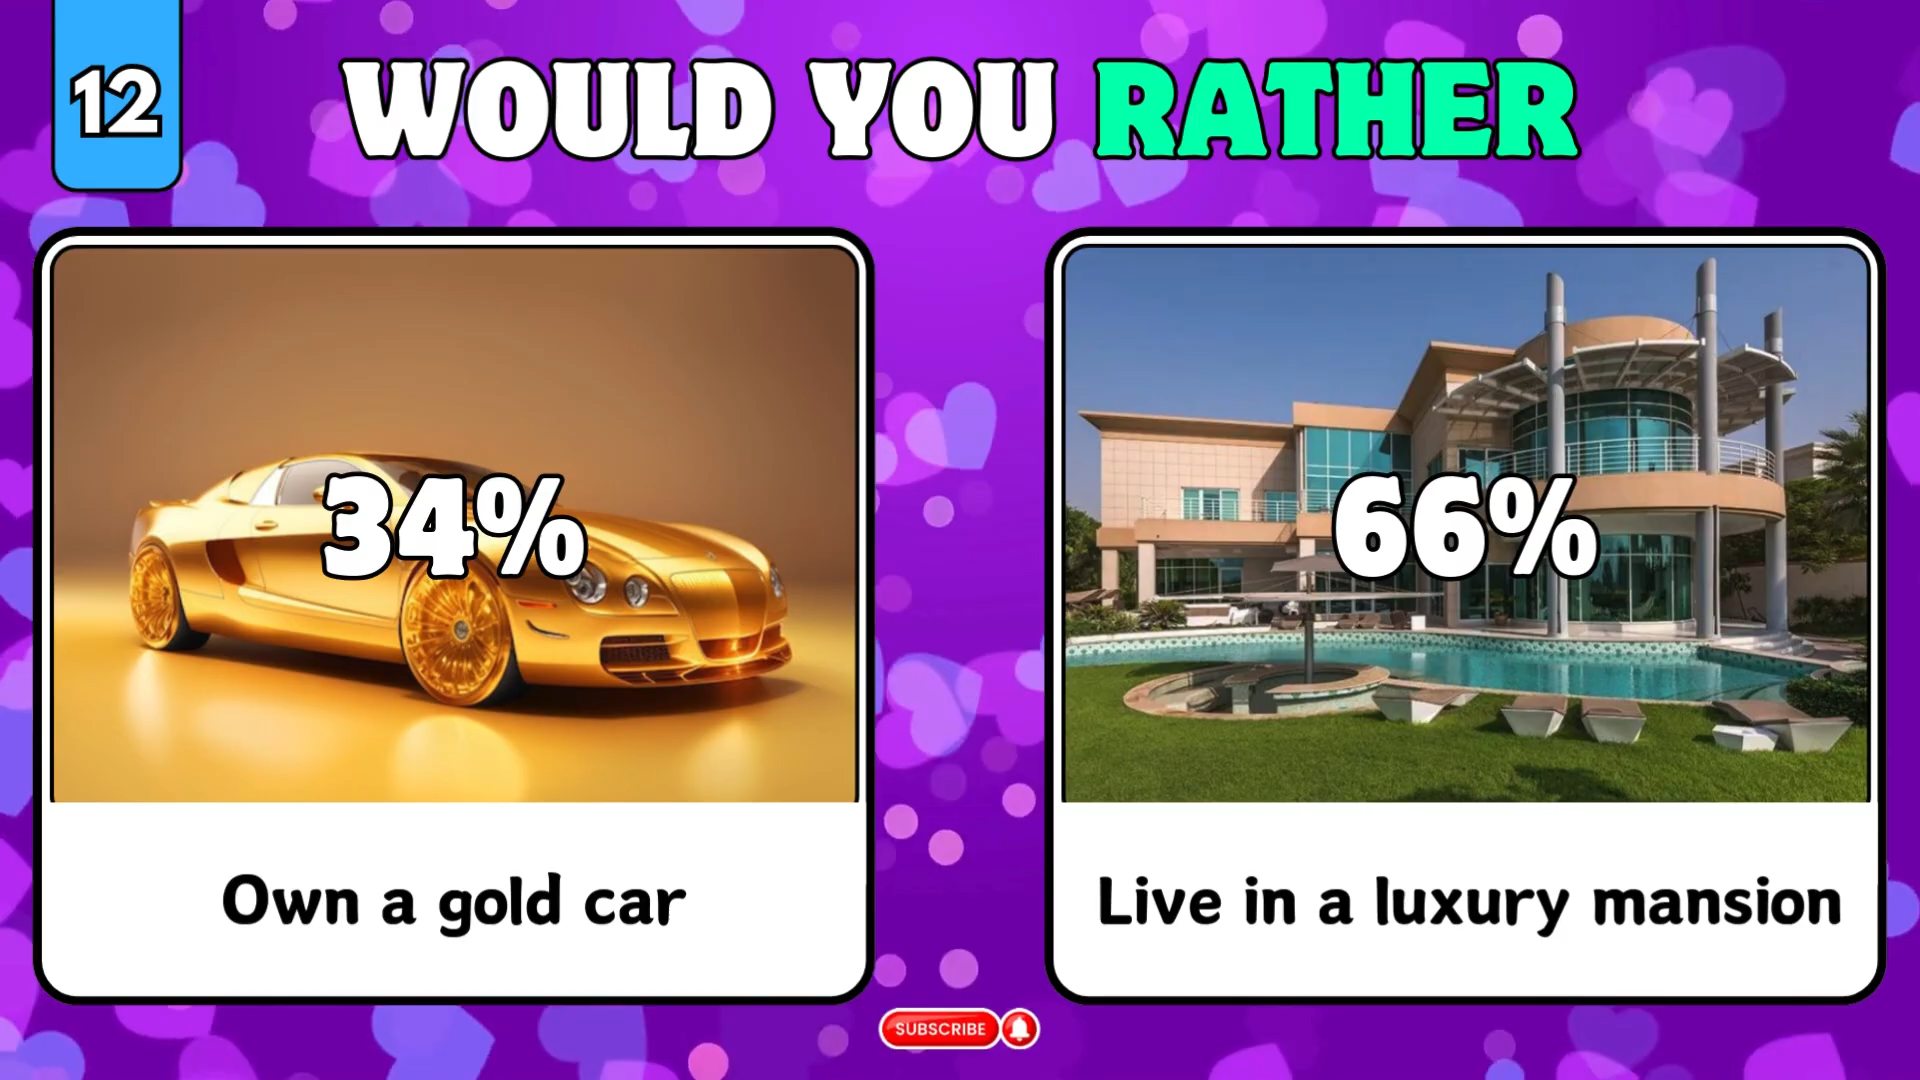 12
WOULD YOU RATHER
34%
66%
Own a gold car
Live in a luxury mansion
SUBSCRIBE